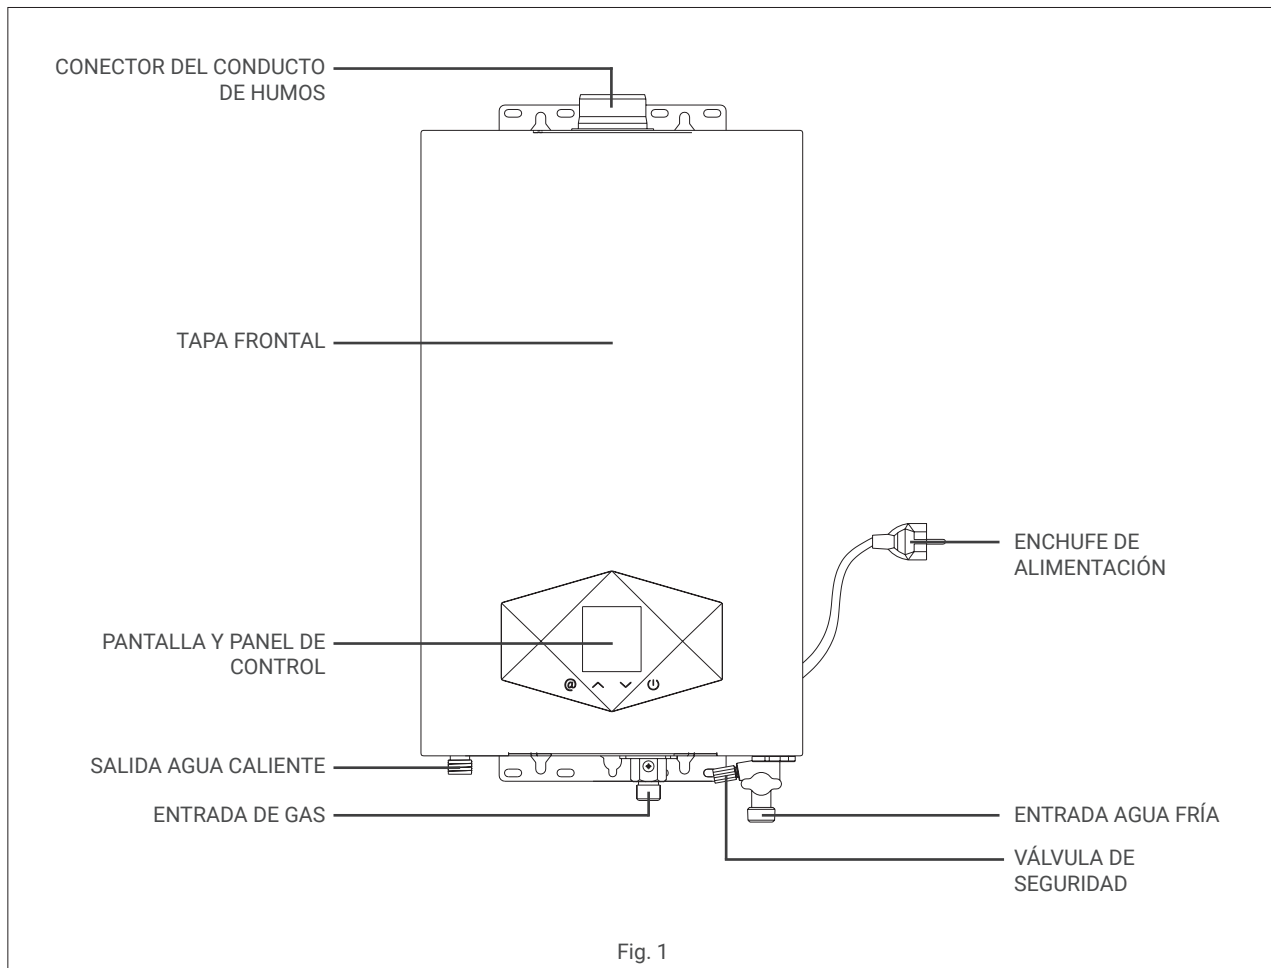 CONECTOR DEL CONDUCTO
DE HUMOS
TAPA FRONTAL
ENCHUFE DE
ALIMENTACIÓN
PANTALLA Y PANEL DE
CONTROL
@
SALIDA AGUA CALIENTE
ENTRADA DE GAS
ENTRADA AGUA FRÍA
VÁLVULA DE
SEGURIDAD
Fig. 1